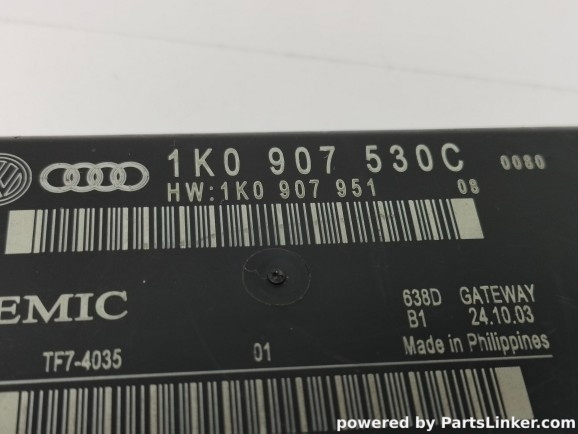 1K0 907 530C 0080
HW:1K0 907 951 08
EMIC
638D GATEWAY
B1 24.10.03
TF7-4035 01 Made in Philippines
powered by PartsLinker.com